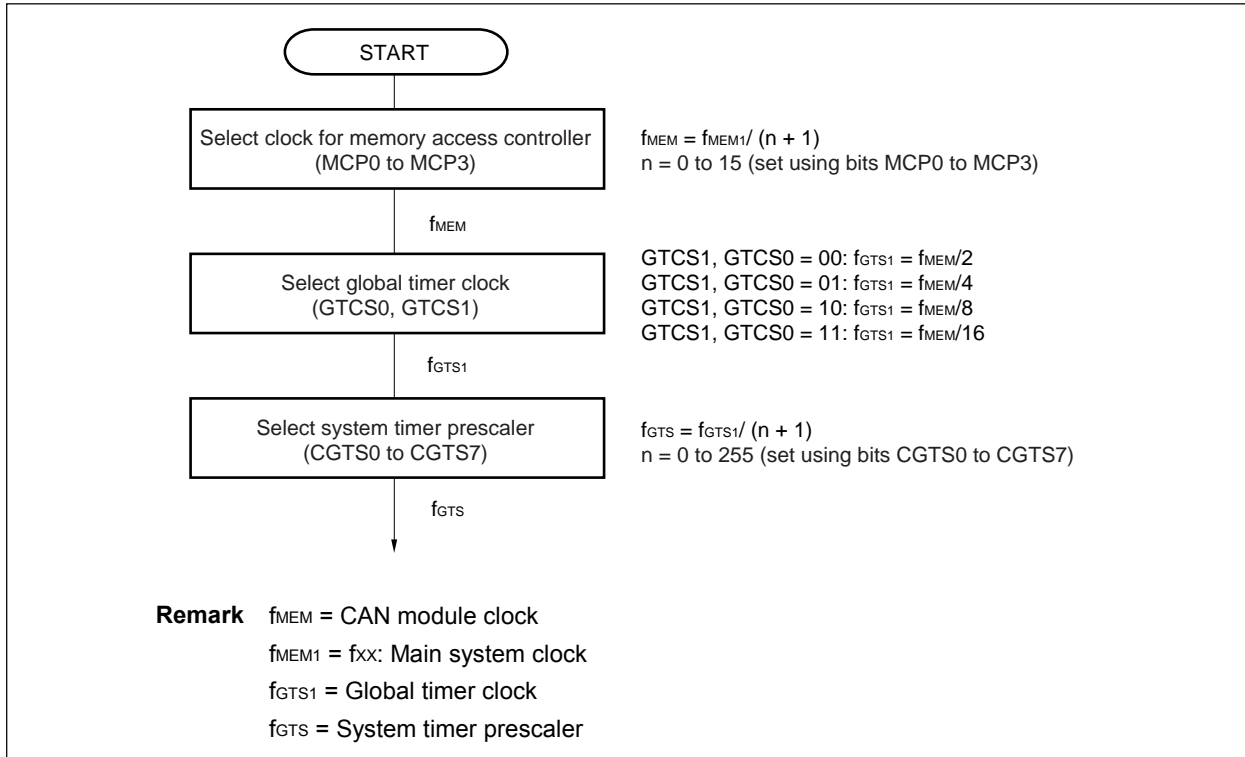 START
Select clock for memory access controller
(MCP0 to MCP3)
fMEM = fMEM1/ (n + 1)
n = 0 to 15 (set using bits MCP0 to MCP3)
fMEM
Select global timer clock
(GTCS0, GTCS1)
GTCS1, GTCS0 = 00: fGTS1 = fMEM/2
GTCS1, GTCS0 = 01: fGTS1 = fMEM/4
GTCS1, GTCS0 = 10: fGTS1 = fMEM/8
GTCS1, GTCS0 = 11: fGTS1 = fMEM/16
fGTS1
Select system timer prescaler
(CGTS0 to CGTS7)
fGTS = fGTS1/ (n + 1)
n = 0 to 255 (set using bits CGTS0 to CGTS7)
fGTS
Remark fMEM = CAN module clock
fMEM1 = fXX: Main system clock
fGTS1 = Global timer clock
fGTS = System timer prescaler